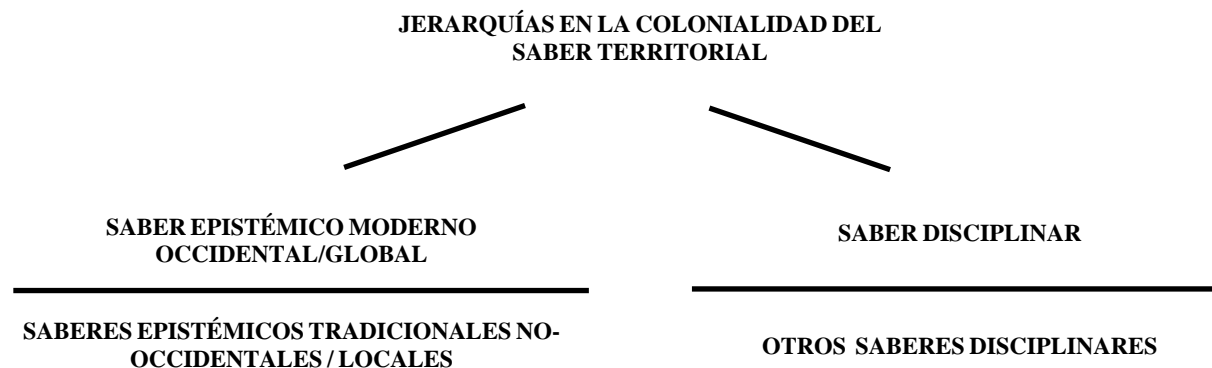 JERARQUÍAS EN LA COLONIALIDAD DEL
SABER TERRITORIAL
SABER EPISTÉMICO MODERNO
OCCIDENTAL/GLOBAL
SABERES EPISTÉMICOS TRADICIONALES NO-
OCCIDENTALES / LOCALES
SABER DISCIPLINAR
OTROS SABERES DISCIPLINARES